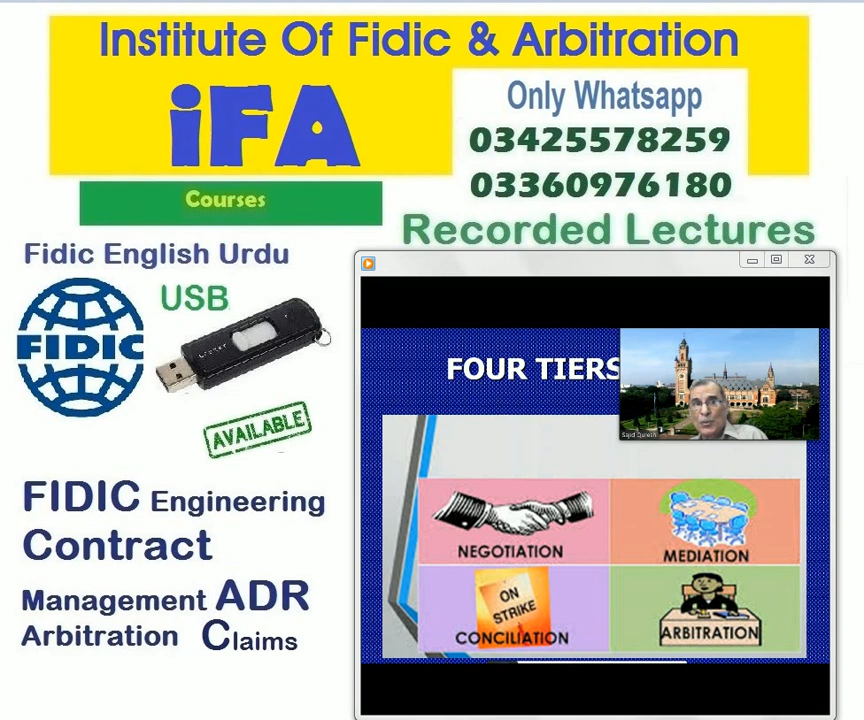 Institute Of Fidic & Arbitration
iFA
Only Whatsapp
03425578259
03360976180
Courses
Recorded Lectures
Fidic English Urdu
USB
FIDIC
AVAILABLE
FIDIC Engineering
Contract
Management ADR
Arbitration Claims
FOUR TIERS
NEGOTIATION
MEDIATION
ON
STRIKE
CONCILIATION
ARBITRATION